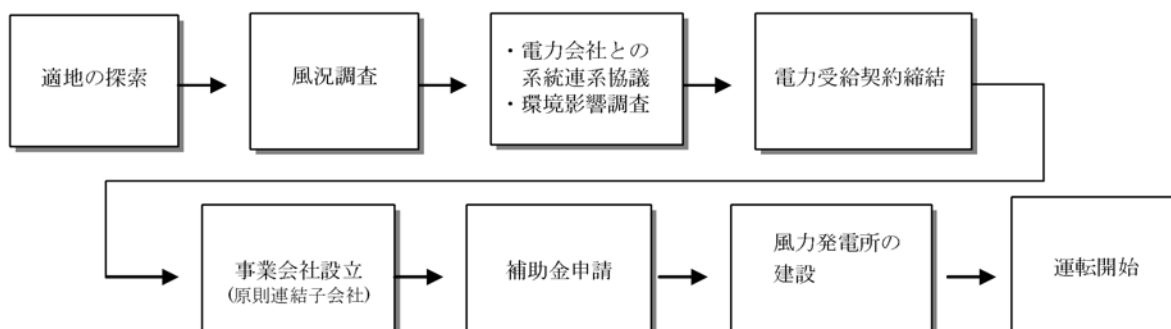 適地の探索
風況調査
・電力会社との
系統連系協議
・環境影響調査
電力受給契約締結
事業会社設立
(原則連結子会社)
補助金申請
風力発電所の
建設
運転開始